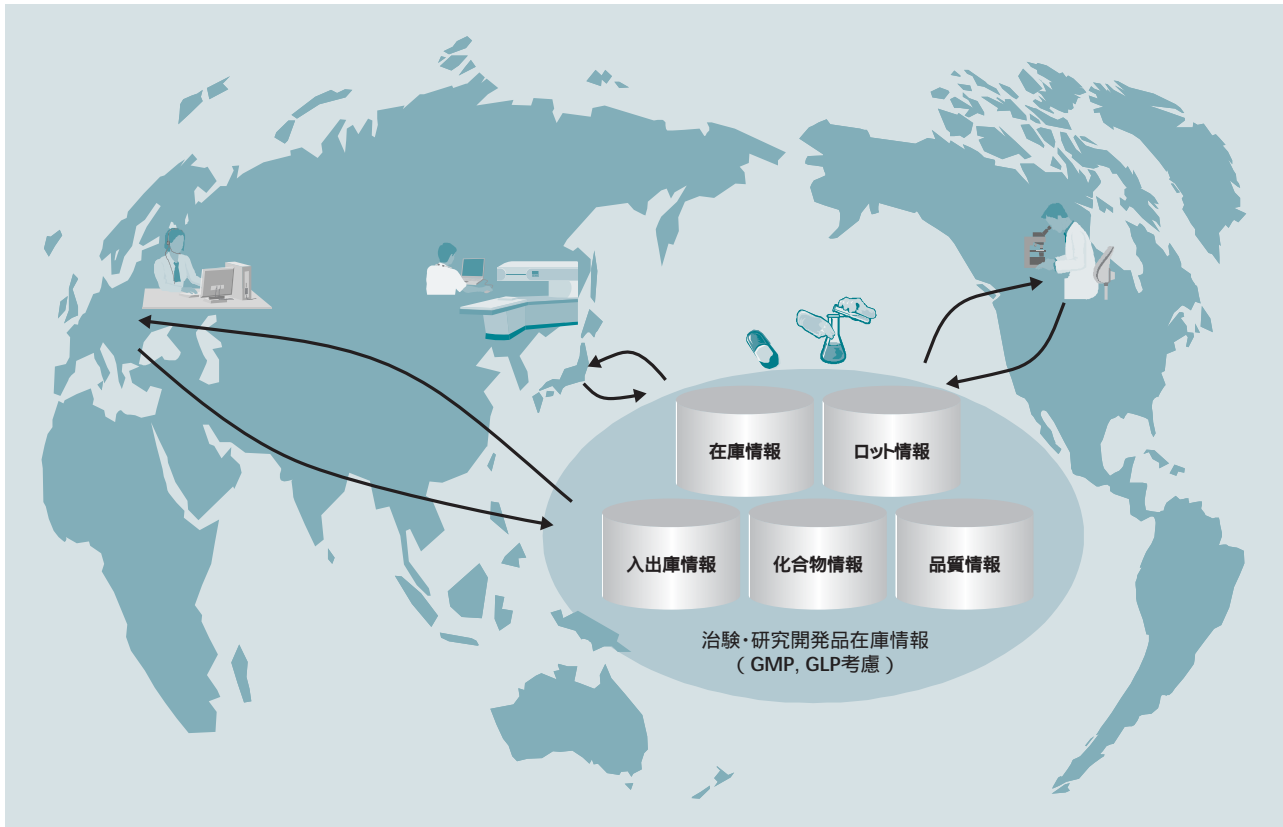 在庫情報
ロット情報
入出庫情報
化合物情報
品質情報
治験・研究開発品在庫情報
（ GMP, GLP考慮 ）